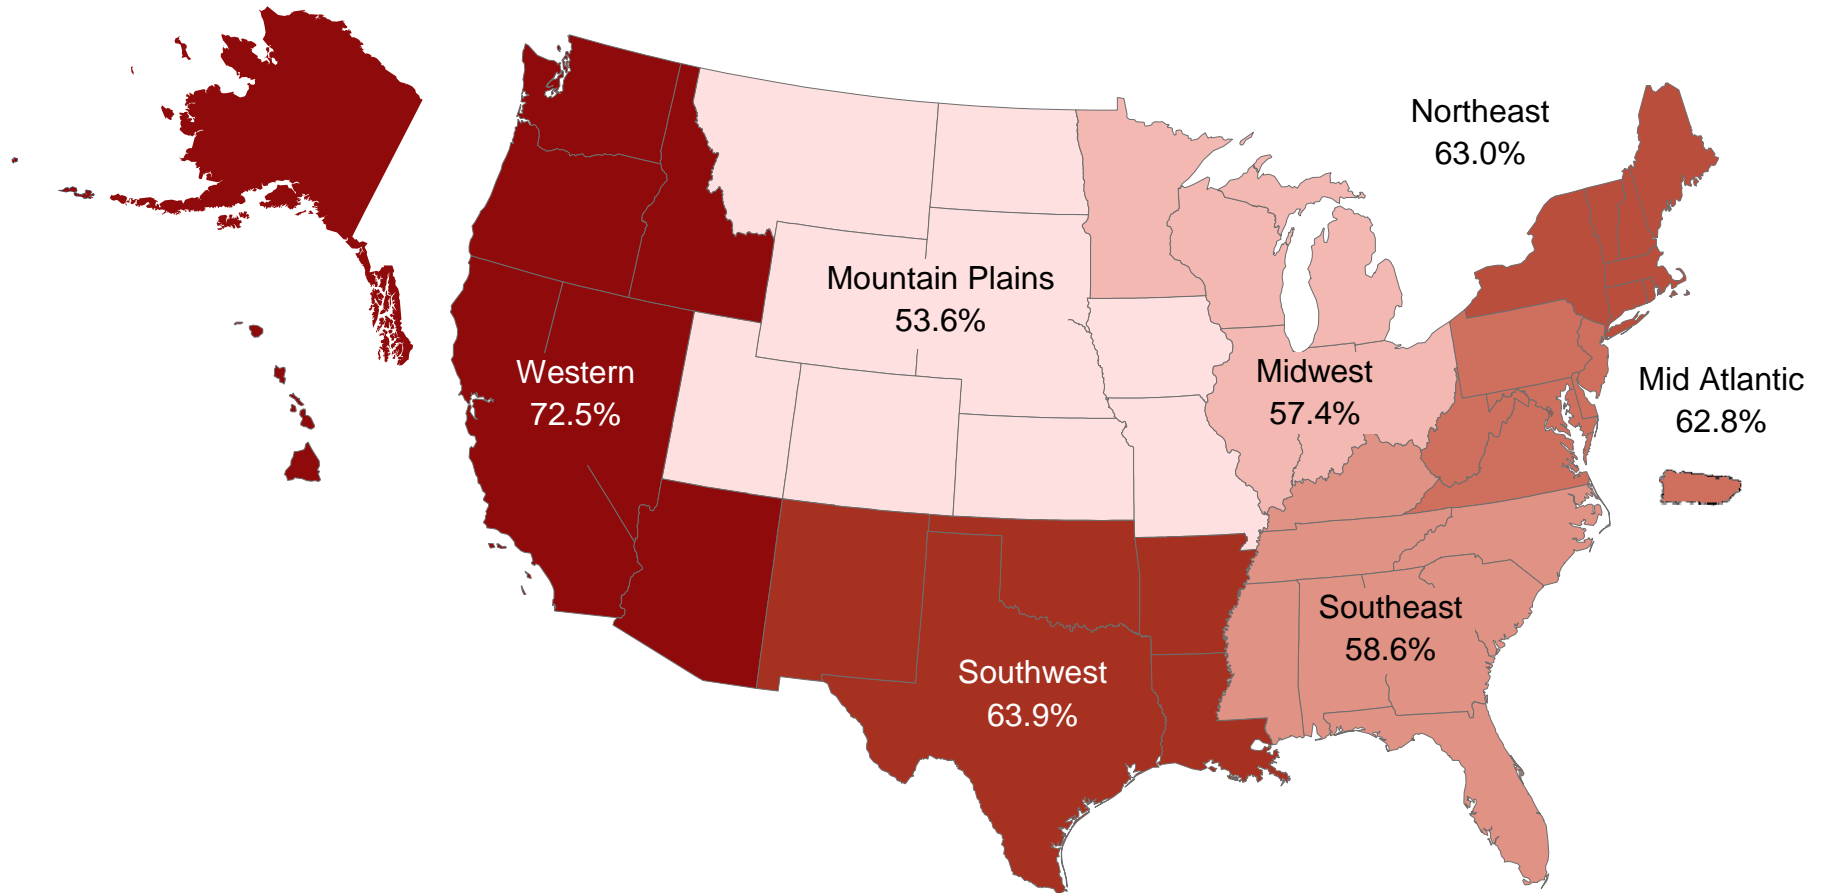 Northeast
63.0%
Mountain Plains
53.6%
Western
72.5%
Midwest
57.4%
Mid Atlantic
62.8%
Southeast
58.6%
Southwest
63.9%